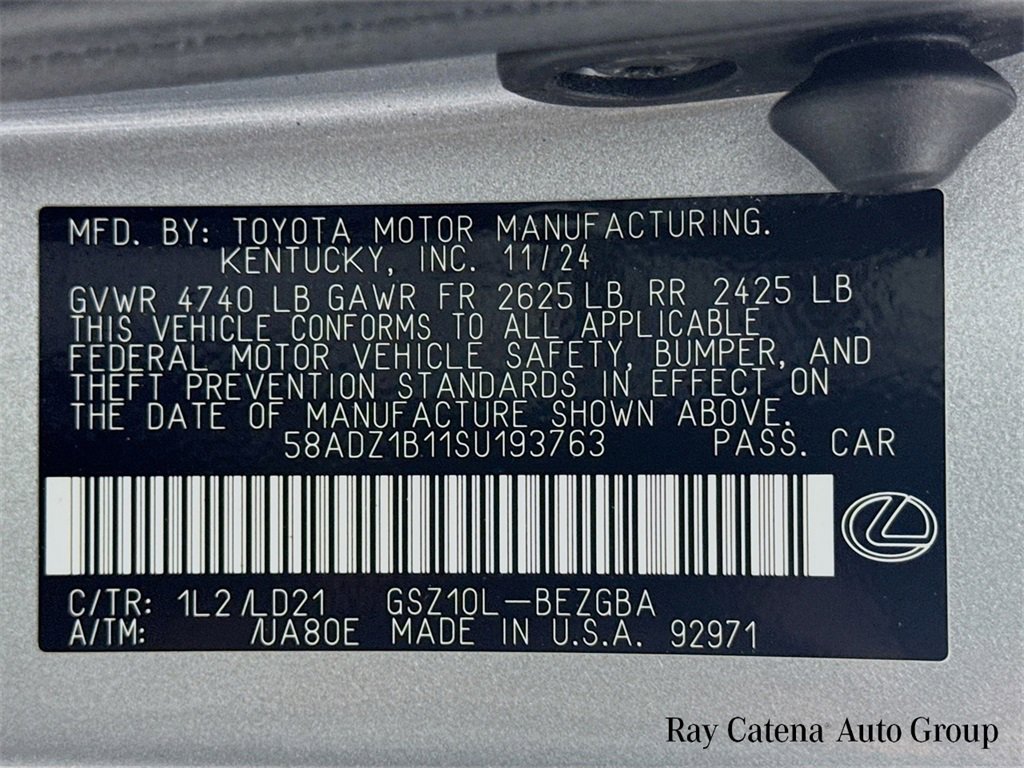 MFD. BY: TOYOTA MOTOR MANUFACTURING.
KENTUCKY, INC. 11/24
GVWR 4740 LB GAWR FR 2625 LB RR 2425 LB
THIS VEHICLE CONFORMS TO ALL APPLICABLE
FEDERAL MOTOR VEHICLE SAFETY, BUMPER, AND
THEFT PREVENTION STANDARDS IN EFFECT ON
THE DATE OF MANUFACTURE SHOWN ABOVE.
58ADZ1B11SU193763 PASS. CAR
C/TR: 1L2/LD21 GSZ10L-BEZGBA
A/TM: /UA80E MADE IN U.S.A. 92971
Ray Catena Auto Group